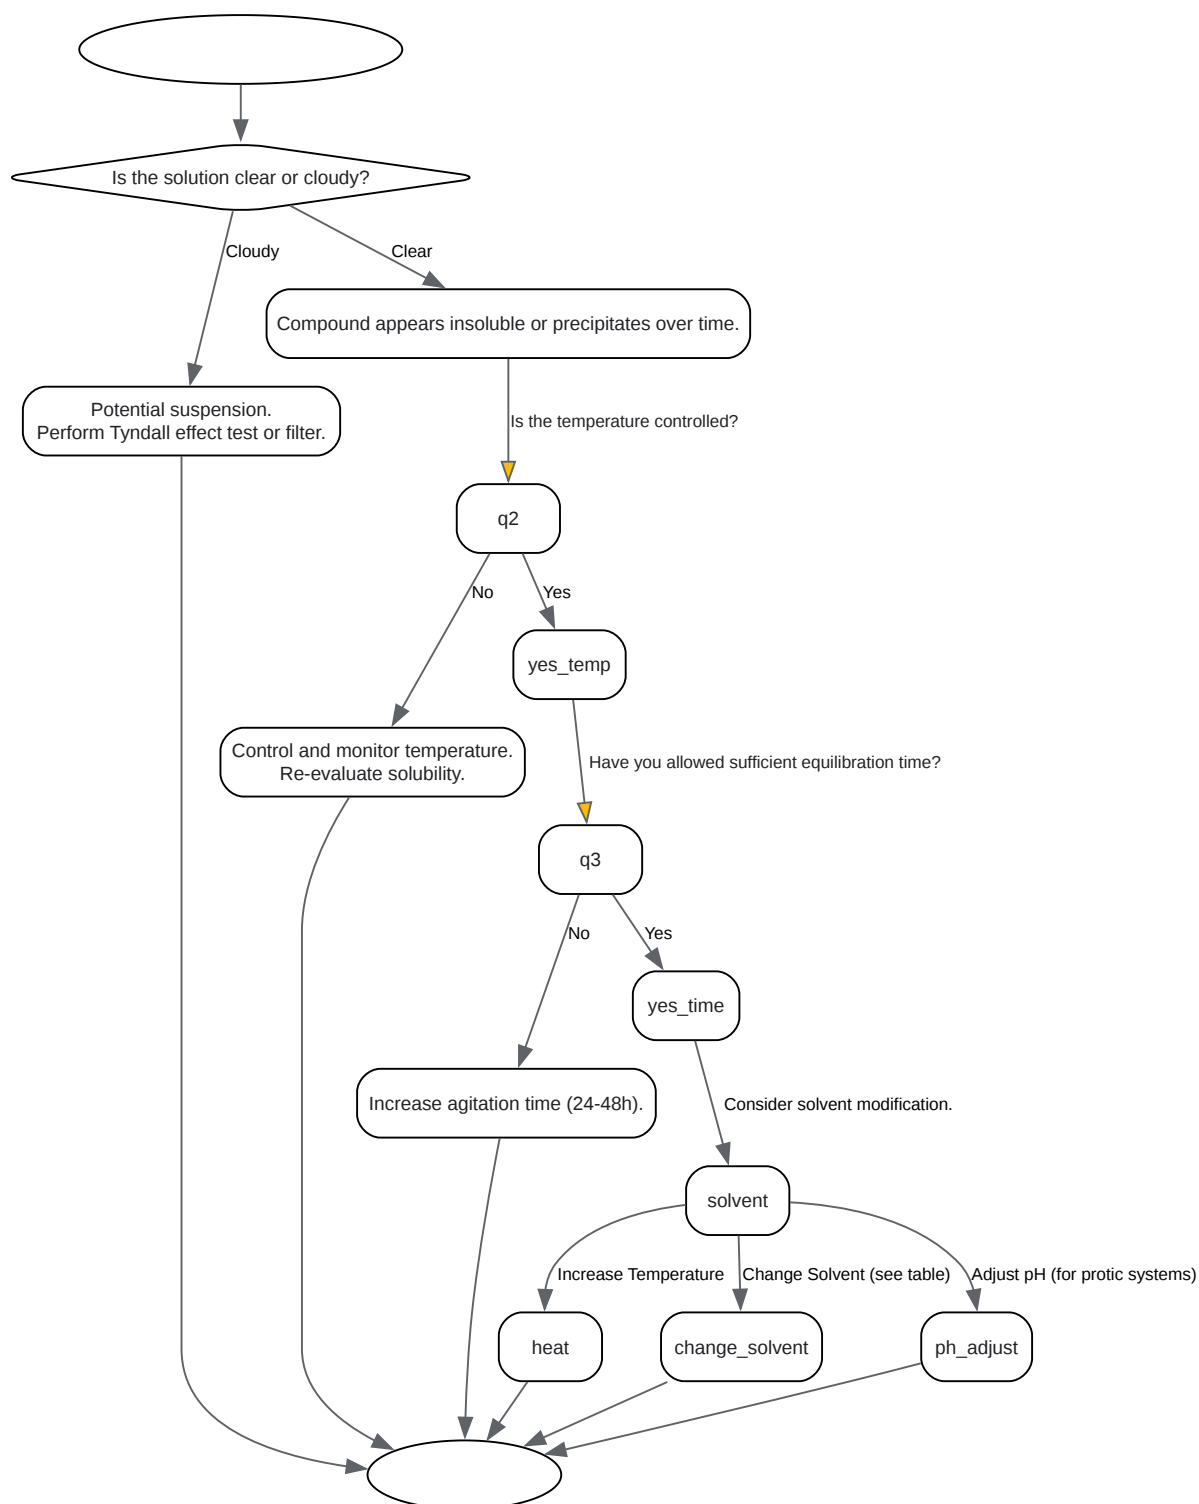 Is the solution clear or cloudy?
Cloudy
Clear
Compound appears insoluble or precipitates over time.
Potential suspension.
Perform Tyndall effect test or filter.
Is the temperature controlled?
q2
No
Yes
yes_temp
Control and monitor temperature.
Re-evaluate solubility.
Have you allowed sufficient equilibration time?
q3
No
Yes
yes_time
Increase agitation time (24-48h).
Consider solvent modification.
solvent
Increase Temperature
Change Solvent (see table)
Adjust pH (for protic systems)
heat
change_solvent
ph_adjust